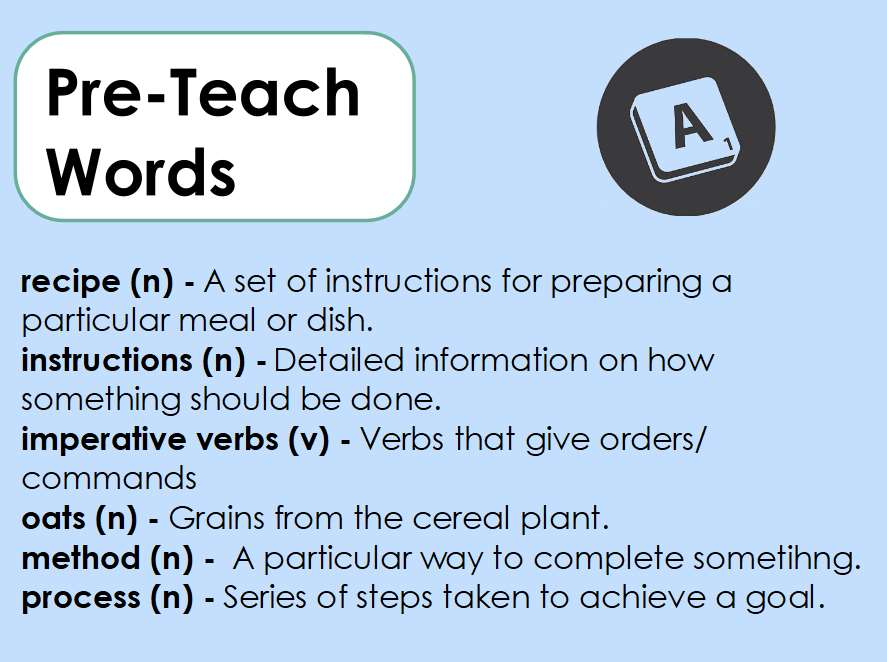 Pre-Teach
Words
A
1
recipe (n) - A set of instructions for preparing a
particular meal or dish.
instructions (n) - Detailed information on how
something should be done.
imperative verbs (v) - Verbs that give orders/
commands
oats (n) - Grains from the cereal plant.
method (n) -  A particular way to complete sometihng.
process (n) - Series of steps taken to achieve a goal.